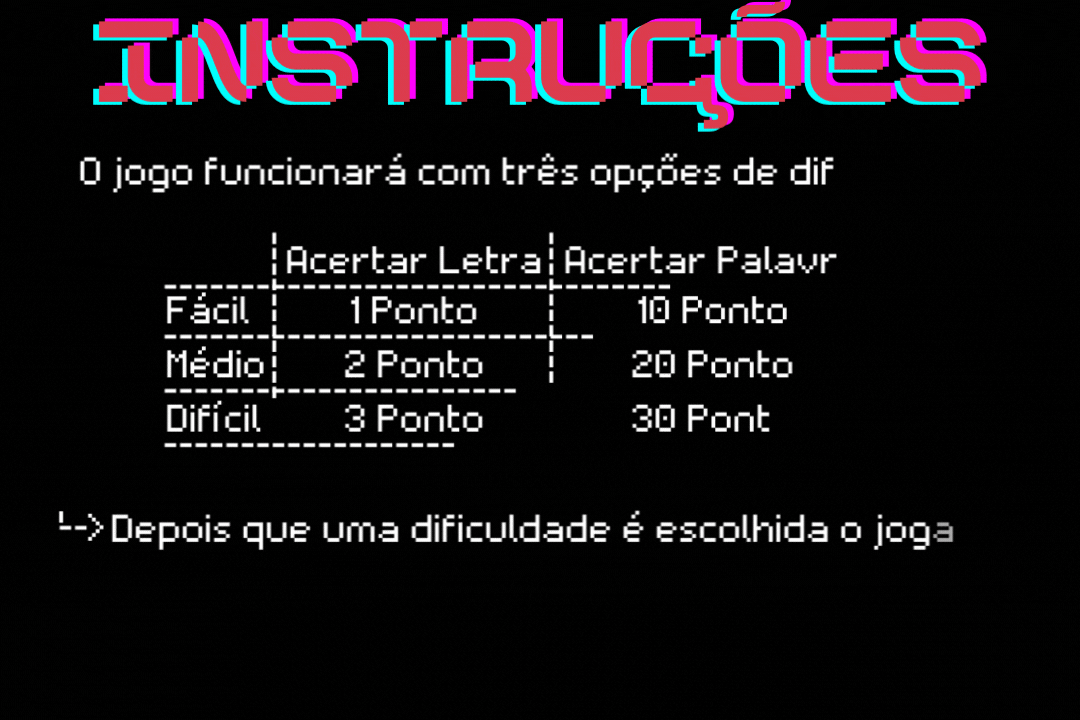 INSTRUÇÕES
O jogo funcionará com três opções de dif
Acertar Letra Acertar Palavr
Fácil 1 Ponto 10 Ponto
Médio 2 Ponto 20 Ponto
Difícil 3 Ponto 30 Pont
Depois que uma dificuldade é escolhida o joga